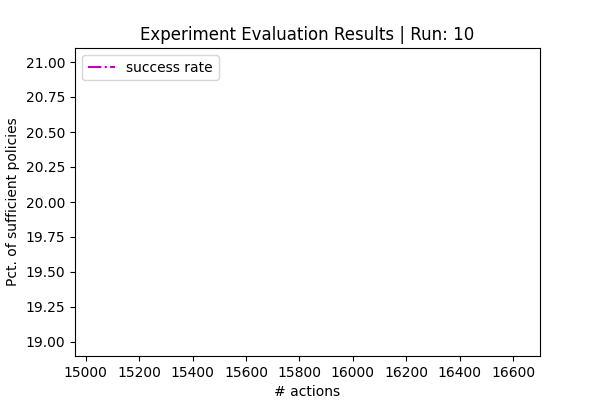 Experiment Evaluation Results | Run: 10
success rate
Pct. of sufficient policies
21.00
20.75
20.50
20.25
20.00
19.75
19.50
19.25
19.00
15000 15200 15400 15600 15800 16000 16200 16400 16600
# actions